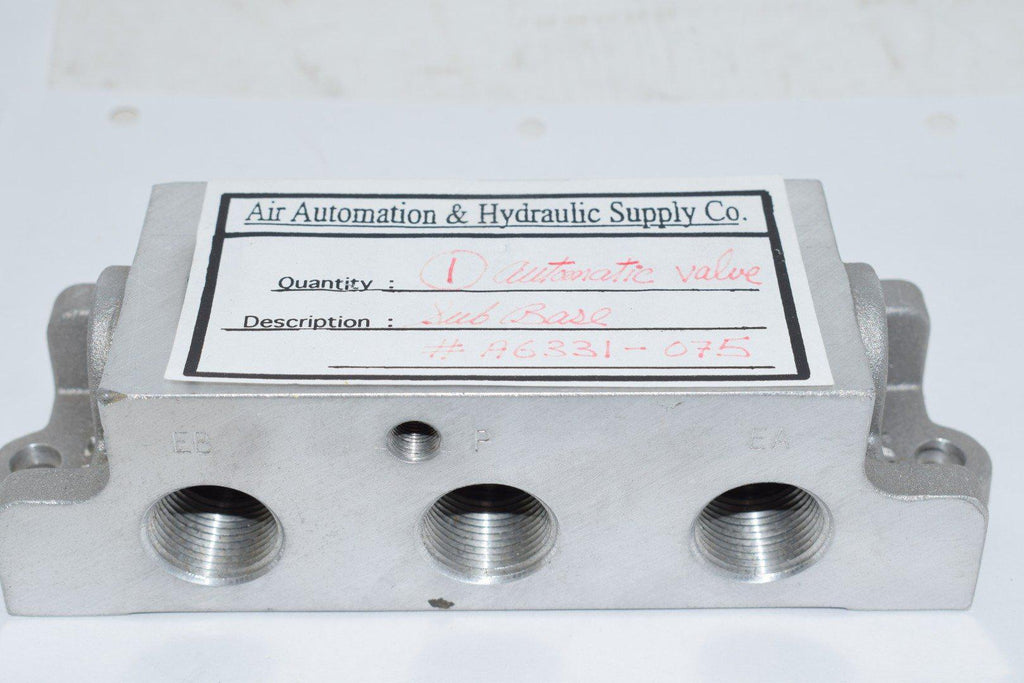 Air Automation & Hydraulic Supply Co.
Quantity : 1 automatic valve
Description : Sub Base
# A6331-075
EB P EA